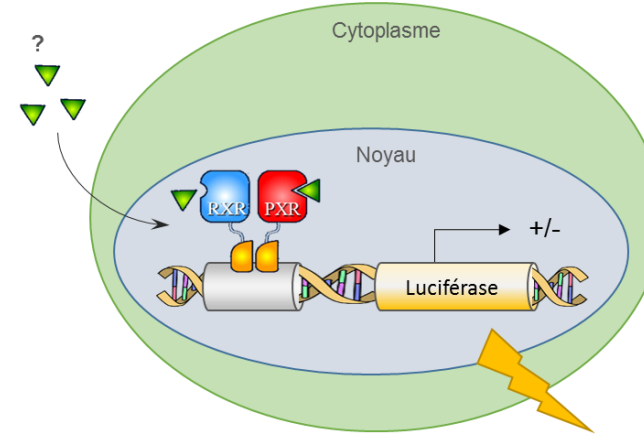 Cytoplasme
?
Noyau
RXR PXR
+/-
Luciférase